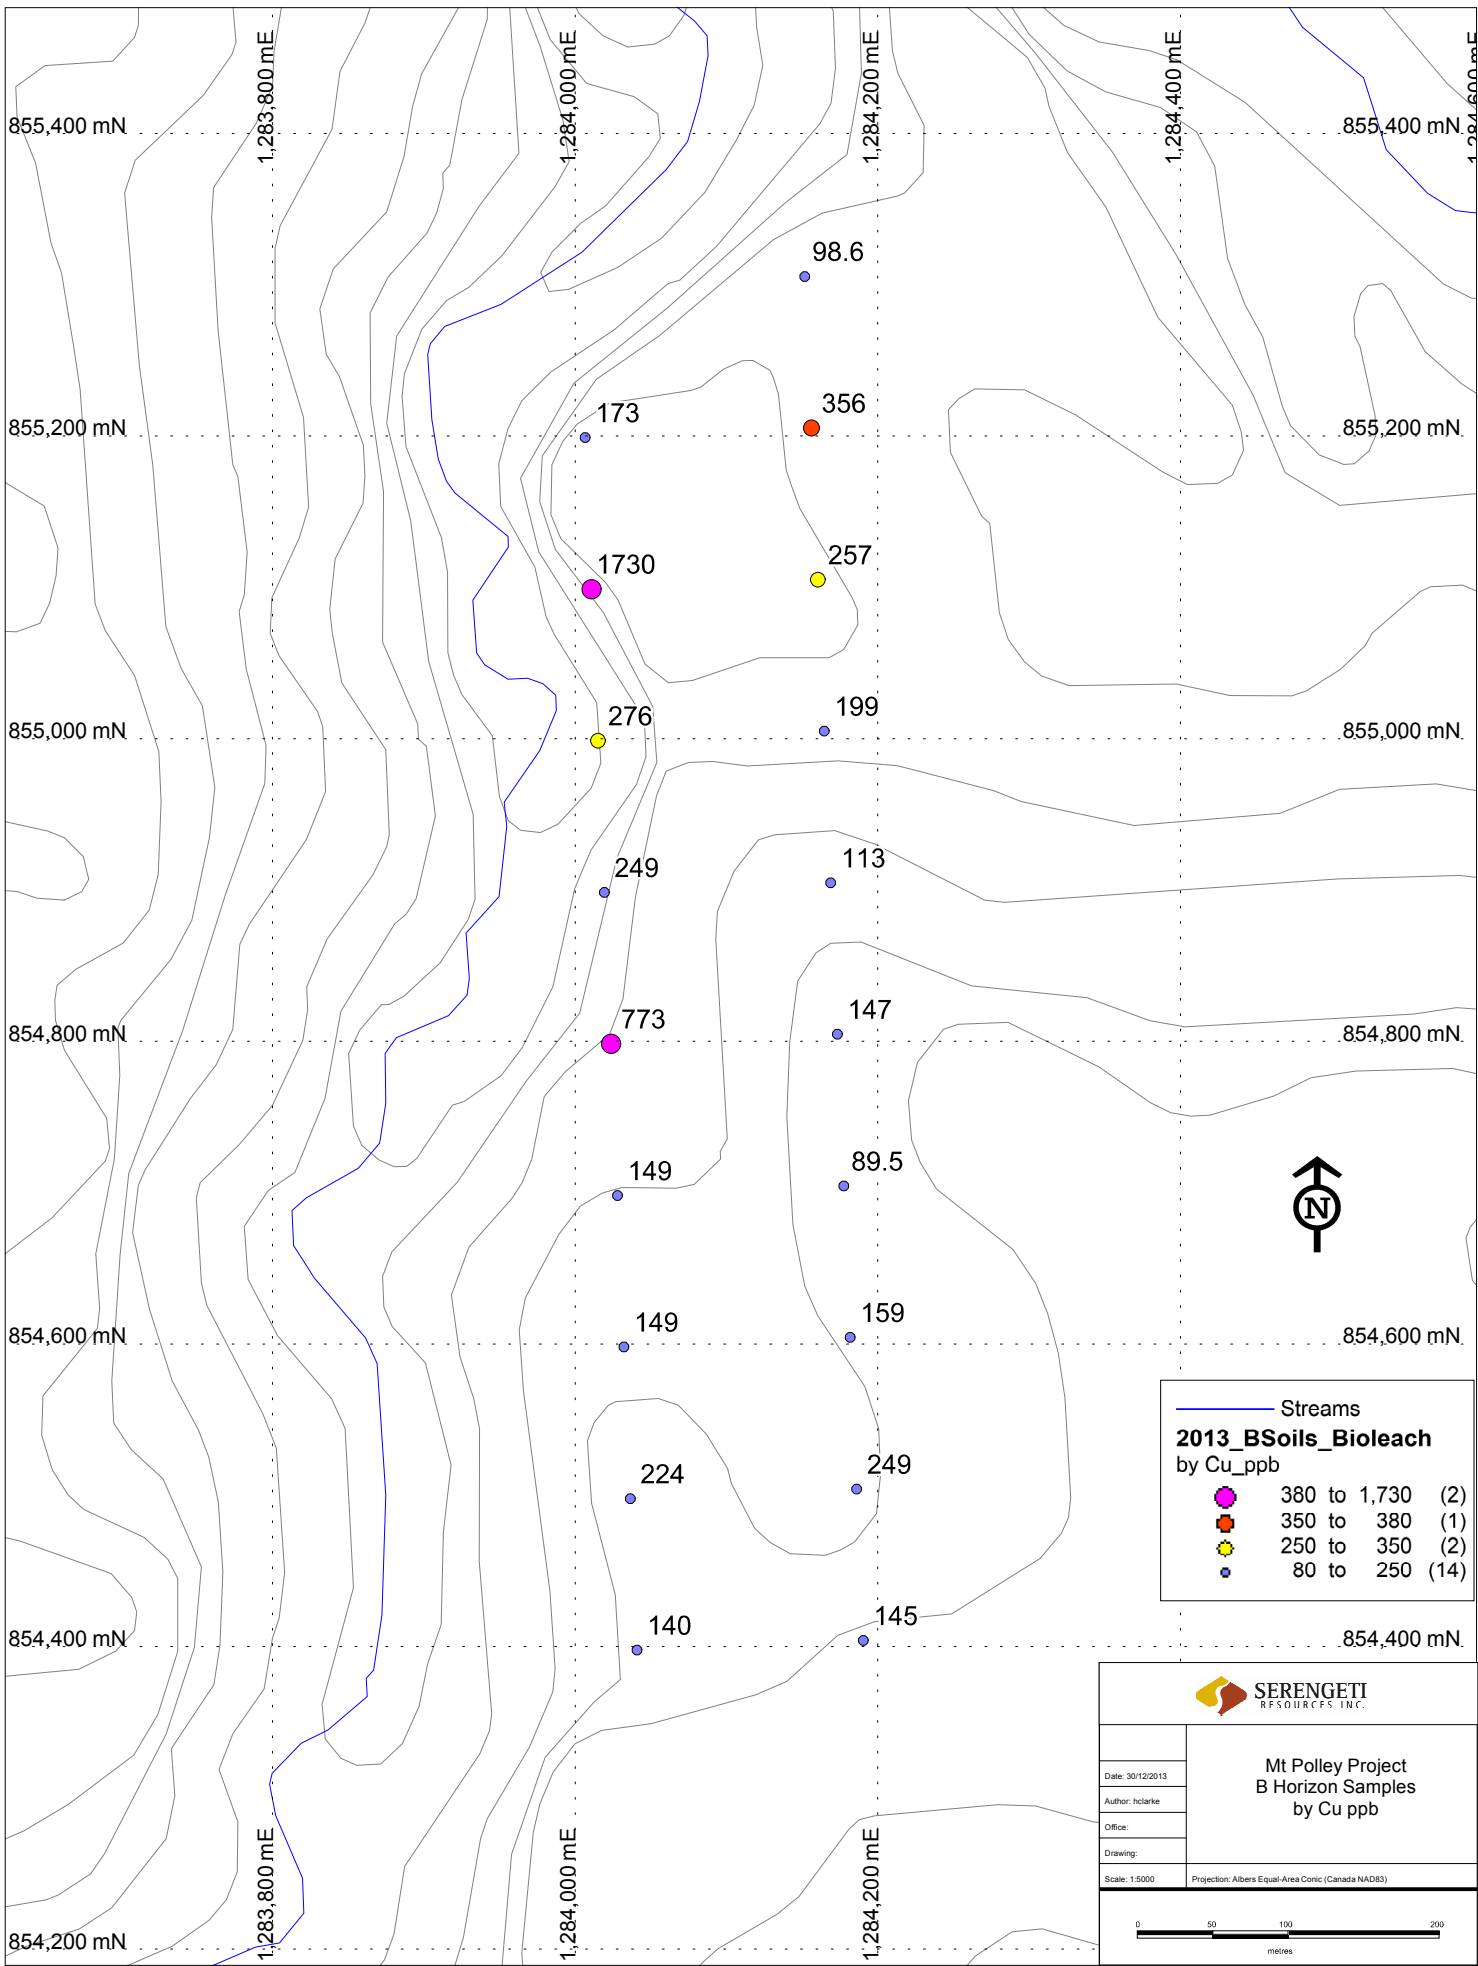 1,283,800 mE
1,284,000 mE
1,284,200 mE
1,284,400 mE
1,284,600 mE
855,400 mN
855,400 mN
98.6
356
173
855,200 mN
855,200 mN
257
1730
199
276
855,000 mN
855,000 mN
113
249
147
773
854,800 mN
854,800 mN
89.5
149
159
149
854,600 mN
854,600 mN
Streams
2013_BSoils_Bioleach
by Cu_ppb
380 to 1,730 (2)
350 to 380 (1)
250 to 350 (2)
80 to 250 (14)
249
224
145
140
854,400 mN
854,400 mN
N
SERENGETI
RESOURCES INC.
Mt Polley Project
B Horizon Samples
by Cu ppb
Date: 30/12/2013
Author: hclarke
Office:
Drawing:
Scale: 1:5000
Projection: Albers Equal-Area Conic (Canada NAD83)
0 50 100 200
metres
1,283,800 mE
1,284,000 mE
1,284,200 mE
854,200 mN